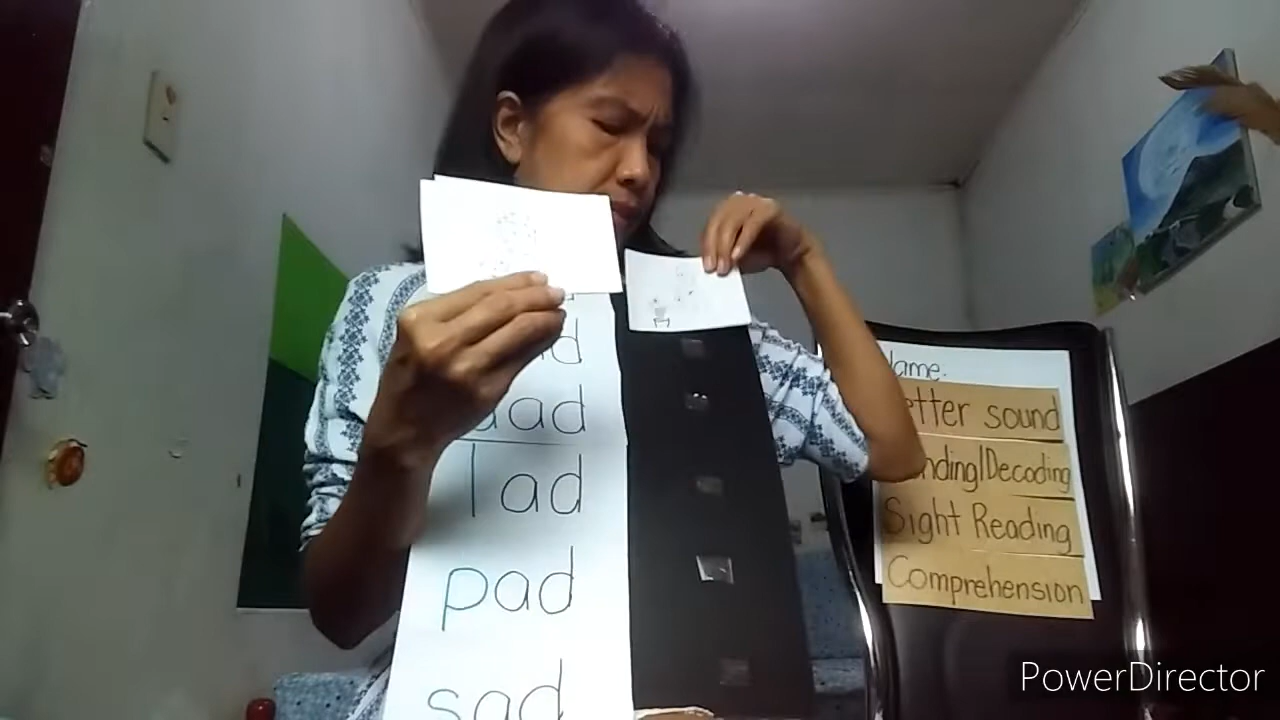 dad
lad
pad
sad
Name:
Letter sound
Blending/Decoding
Sight Reading
Comprehension
PowerDirector